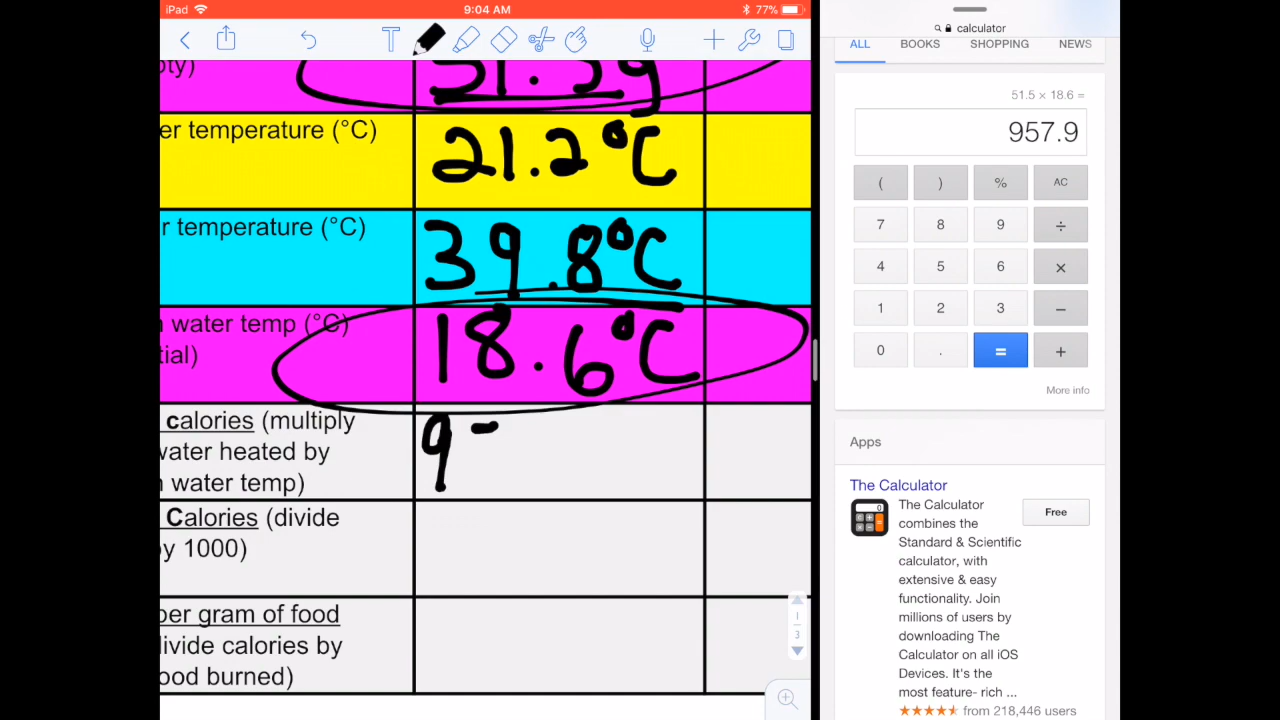 iPad 9:04 AM 77%
calculator
ALL BOOKS SHOPPING NEWS
pty)
er temperature (°C)
21.2°C
r temperature (°C)
39.8°C
n water temp (°C)
tial)
18.6°C
calories (multiply
water heated by
n water temp)
9
Calories (divide
by 1000)
per gram of food
divide calories by
ood burned)
1
3
51.5 × 18.6 =
957.9
( ) % AC
7 8 9 ÷
4 5 6 ×
1 2 3 −
0 . = +
More info
Apps
The Calculator
The Calculator
combines the
Standard & Scientific
calculator, with
extensive & easy
functionality. Join
millions of users by
downloading The
Calculator on all iOS
Devices. It's the
most feature- rich ...
Free
from 218,446 users